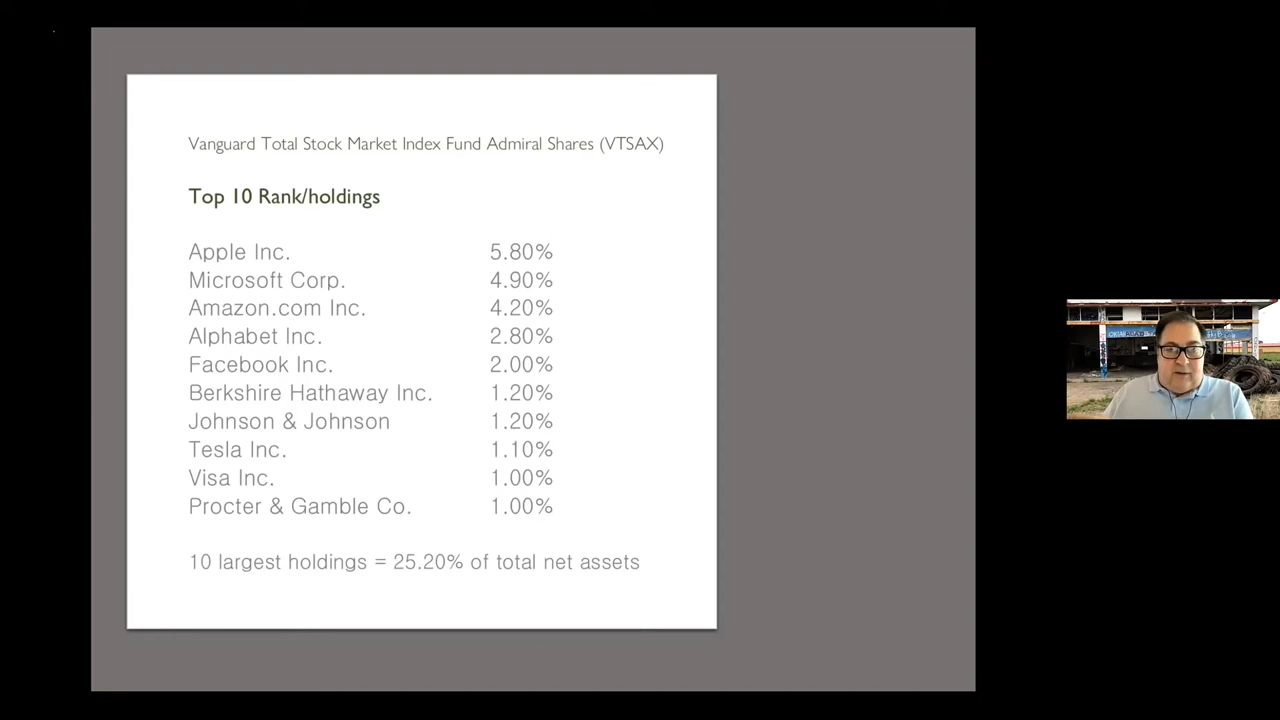 Vanguard Total Stock Market Index Fund Admiral Shares (VTSAX)
Top 10 Rank/holdings
Apple Inc. 5.80%
Microsoft Corp. 4.90%
Amazon.com Inc. 4.20%
Alphabet Inc. 2.80%
Facebook Inc. 2.00%
Berkshire Hathaway Inc. 1.20%
Johnson & Johnson 1.20%
Tesla Inc. 1.10%
Visa Inc. 1.00%
Procter & Gamble Co. 1.00%
10 largest holdings = 25.20% of total net assets